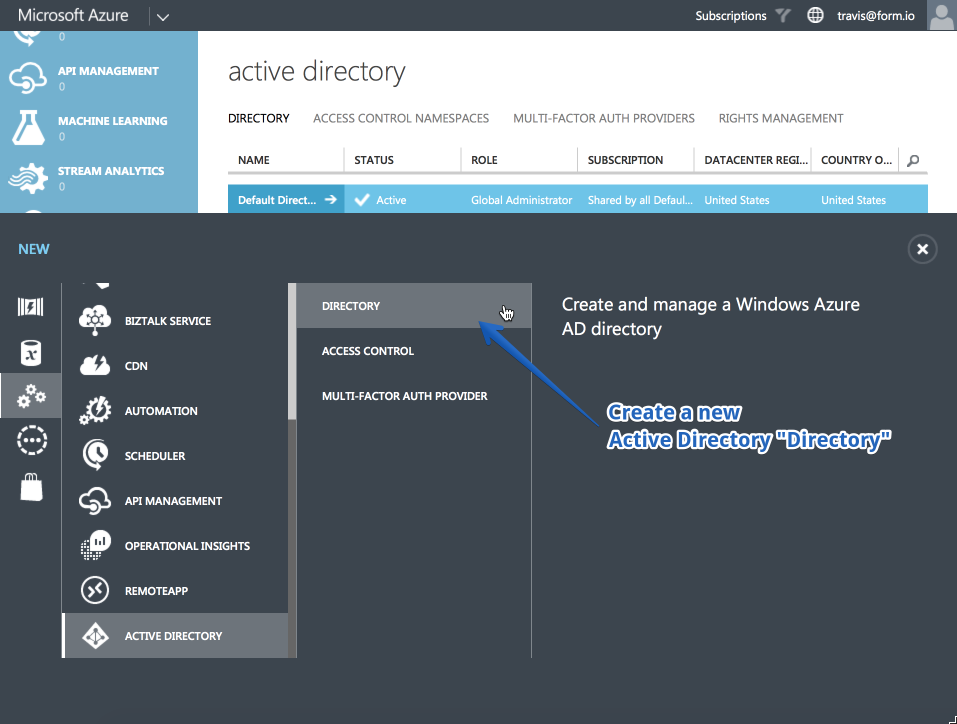 Microsoft Azure
Subscriptions
travis@form.io
0
API MANAGEMENT
0
MACHINE LEARNING
0
STREAM ANALYTICS
0
active directory
DIRECTORY ACCESS CONTROL NAMESPACES MULTI-FACTOR AUTH PROVIDERS RIGHTS MANAGEMENT
NAME STATUS ROLE SUBSCRIPTION DATACENTER REGI... COUNTRY O...
Default Direct... Active Global Administrator Shared by all Defaul... United States United States
NEW
BIZTALK SERVICE
CDN
AUTOMATION
SCHEDULER
API MANAGEMENT
OPERATIONAL INSIGHTS
REMOTEAPP
ACTIVE DIRECTORY
DIRECTORY
ACCESS CONTROL
MULTI-FACTOR AUTH PROVIDER
Create and manage a Windows Azure
AD directory
Create a new
Active Directory "Directory"